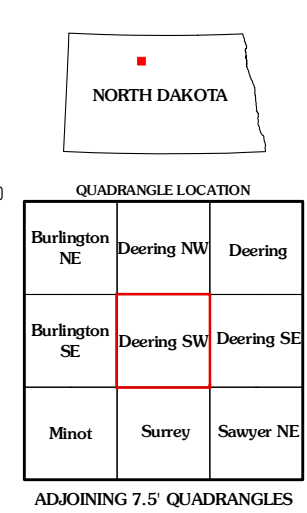 NORTH DAKOTA
QUADRANGLE LOCATION
Burlington
NE
Deering NW
Deering
Burlington
SE
Deering SW
Deering SE
Minot
Surrey
Sawyer NE
ADJOINING 7.5' QUADRANGLES